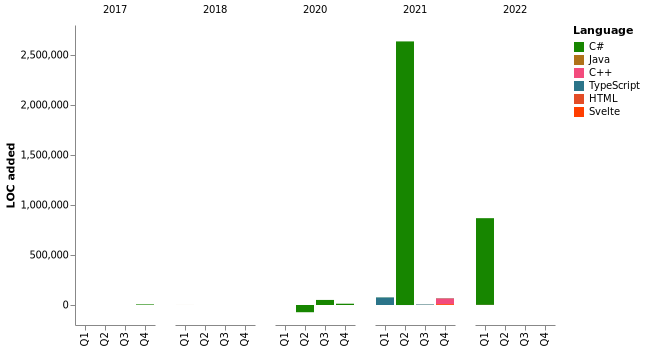 2017 2018 2020 2021 2022
Language
C#
Java
C++
TypeScript
HTML
Svelte
LOC added
2,500,000
2,000,000
1,500,000
1,000,000
500,000
0
Q1 Q2 Q3 Q4 Q1 Q2 Q3 Q4 Q1 Q2 Q3 Q4 Q1 Q2 Q3 Q4 Q1 Q2 Q3 Q4